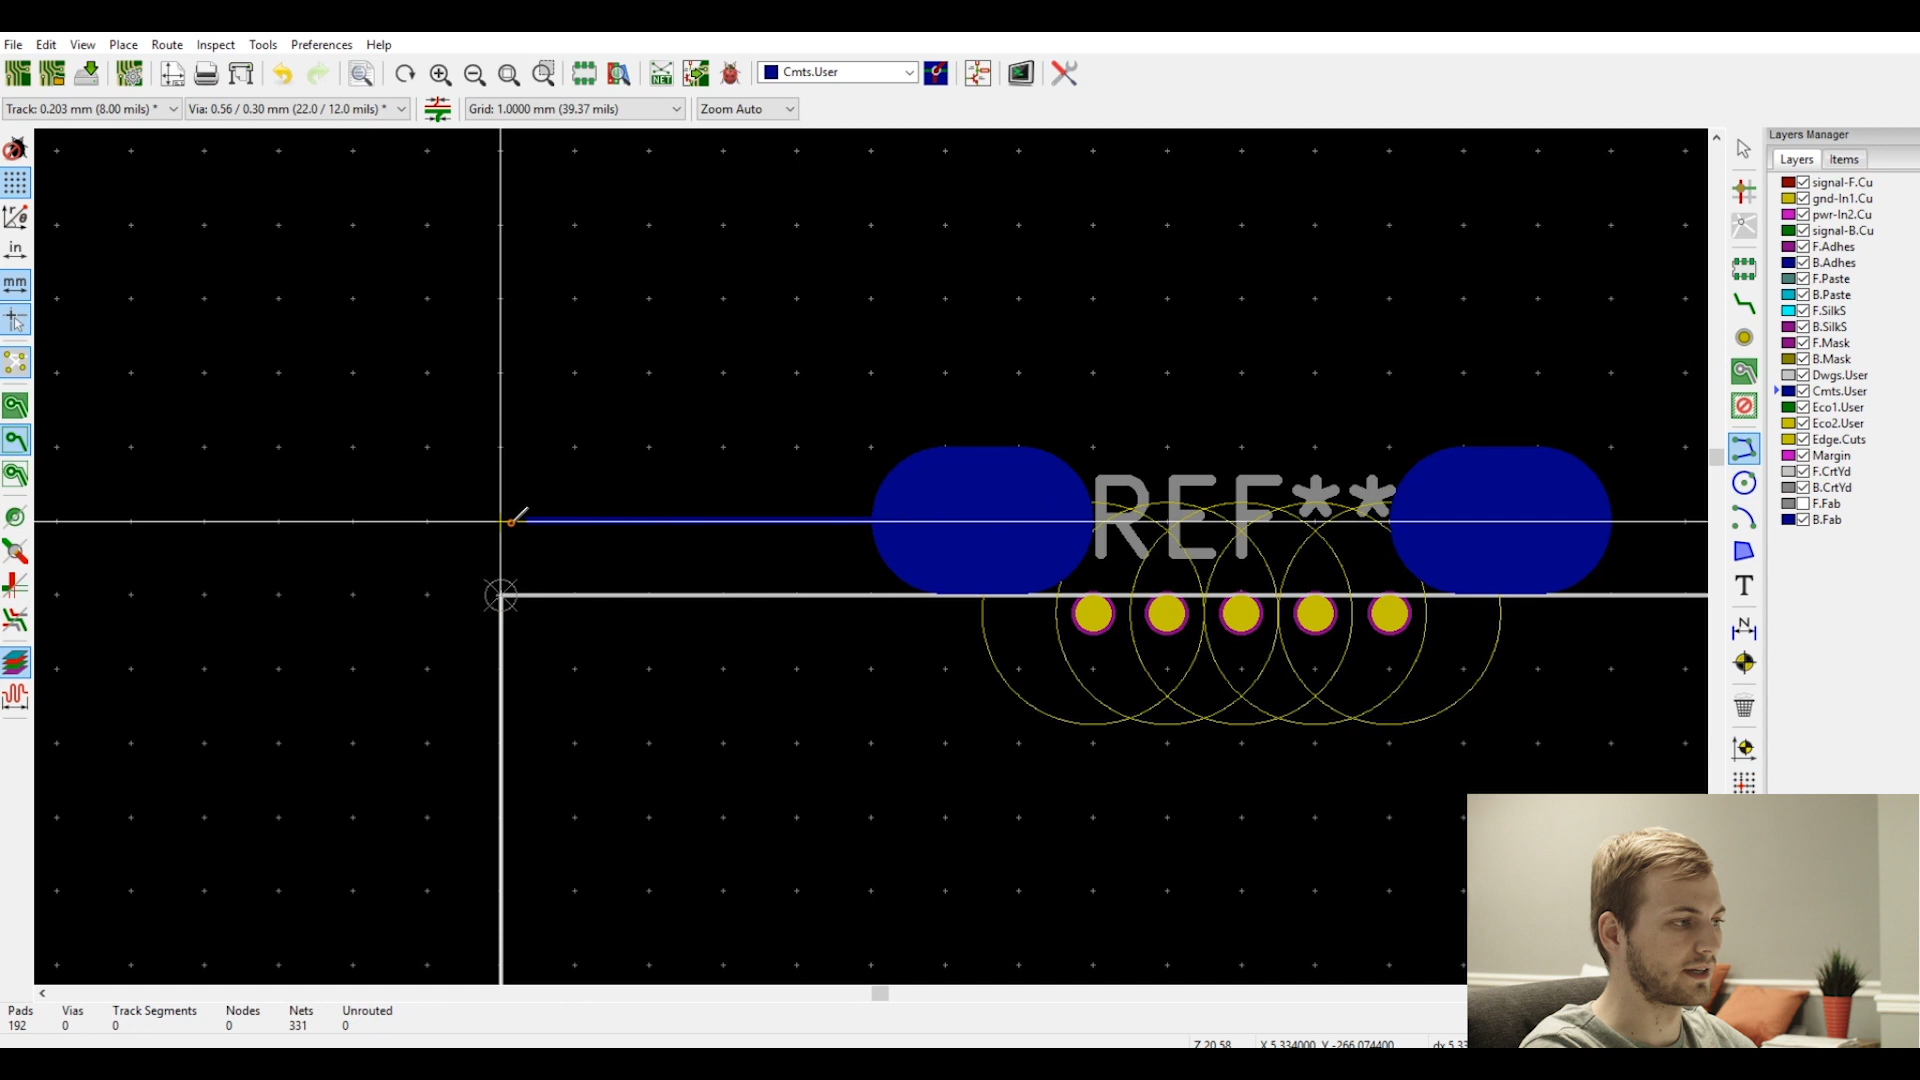 File Edit View Place Route Inspect Tools Preferences Help
Cmts.User
Track: 0.203 mm (8.00 mils) * Via: 0.56 / 0.30 mm (22.0 / 12.0 mils) * Grid: 1.0000 mm (39.37 mils) Zoom Auto
Layers Manager
Layers Items
signal-F.Cu
gnd-In1.Cu
pwr-In2.Cu
signal-B.Cu
F.Adhes
B.Adhes
F.Paste
B.Paste
F.SilkS
B.SilkS
F.Mask
B.Mask
Dwgs.User
Cmts.User
Eco1.User
Eco2.User
Edge.Cuts
Margin
F.CrtYd
B.CrtYd
F.Fab
B.Fab
in
mm
NET
REF**
T
N
Pads Vias Track Segments Nodes Nets Unrouted
192 0 0 0 331 0
Z 20.58 X 5.334000 Y -266.074400 dx 5.33